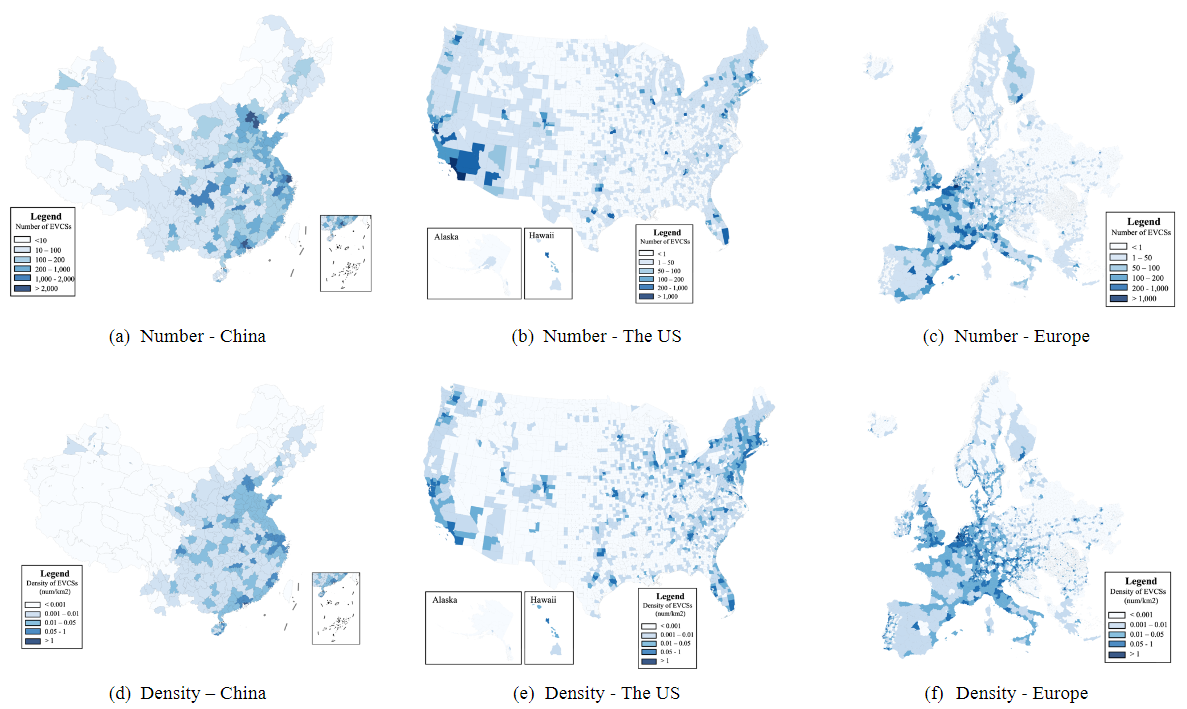 Legend
Number of EVCSs
<10
10 – 100
100 – 200
200 – 1,000
1,000 - 2,000
> 2,000
(a) Number - China
Alaska
Hawaii
Legend
Number of EVCSs
< 1
1 – 50
50 – 100
100 – 200
200 - 1,000
> 1,000
(b) Number - The US
Legend
Number of EVCSs
< 1
1 – 50
50 – 100
100 – 200
200 - 1,000
> 1,000
(c) Number - Europe
Legend
Density of EVCSs
(num/km2)
< 0.001
0.001 – 0.01
0.01 – 0.05
0.05 - 1
> 1
(d) Density – China
Alaska
Hawaii
Legend
Density of EVCSs
(num/km2)
< 0.001
0.001 – 0.01
0.01 – 0.05
0.05 - 1
> 1
(e) Density - The US
Legend
Density of EVCSs
(num/km2)
< 0.001
0.001 – 0.01
0.01 – 0.05
0.05 - 1
> 1
(f) Density - Europe